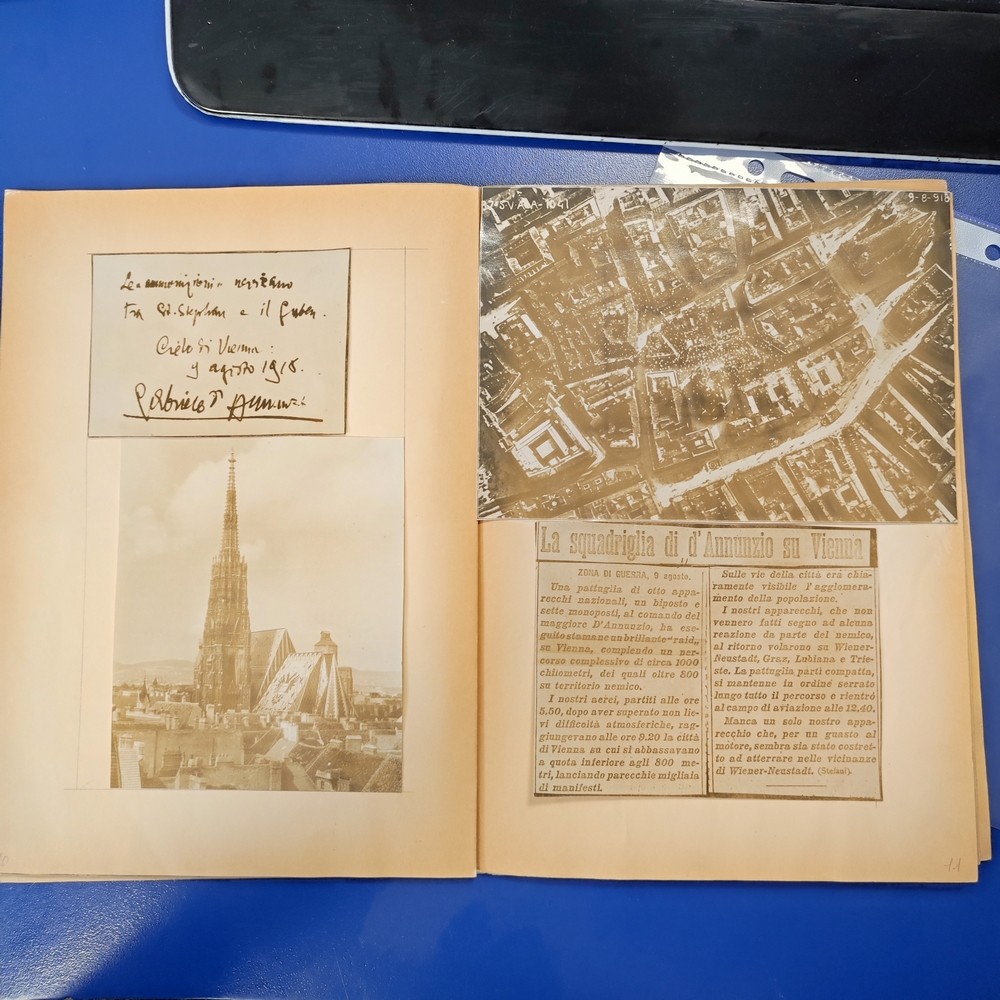 Le ammonizioni nevicano
tra St. Stephan e il Graben.
Cielo di Vienna:
9 agosto 1918.
Gabriele d'Annunzio
87ª SVA-A-1041
9-8-918
La squadriglia di d'Annunzio su Vienna
ZONA DI GUERRA, 9 agosto.
Una pattuglia di otto appa-
recchi nazionali, un biposto e
sette monoposti, al comando del
maggiore D'Annunzio, ha ese-
guito stamane un brillante "raid„
su Vienna, compiendo un per-
corso complessivo di circa 1000
chilometri, dei quali oltre 800
su territorio nemico.
I nostri aerei, partiti alle ore
5.50, dopo aver superato non lie-
vi difficoltà atmosferiche, rag-
giungevano alle ore 9.20 la città
di Vienna su cui si abbassavano
a quota inferiore agli 800 me-
tri, lanciando parecchie migliaia
di manifesti.
Sulle vie della città era chia-
ramente visibile l'agglomera-
mento della popolazione.
I nostri apparecchi, che non
vennero fatti segno ad alcuna
reazione da parte del nemico,
al ritorno volarono su Wiener-
Neustadt, Graz, Lubiana e Trie-
ste. La pattuglia partì compatta,
si mantenne in ordine serrato
lungo tutto il percorso e rientrò
al campo di aviazione alle 12.40.
Manca un solo nostro appa-
recchio che, per un guasto al
motore, sembra sia stato costret-
to ad atterrare nelle vicinanze
di Wiener-Neustadt. (Stefani).
11